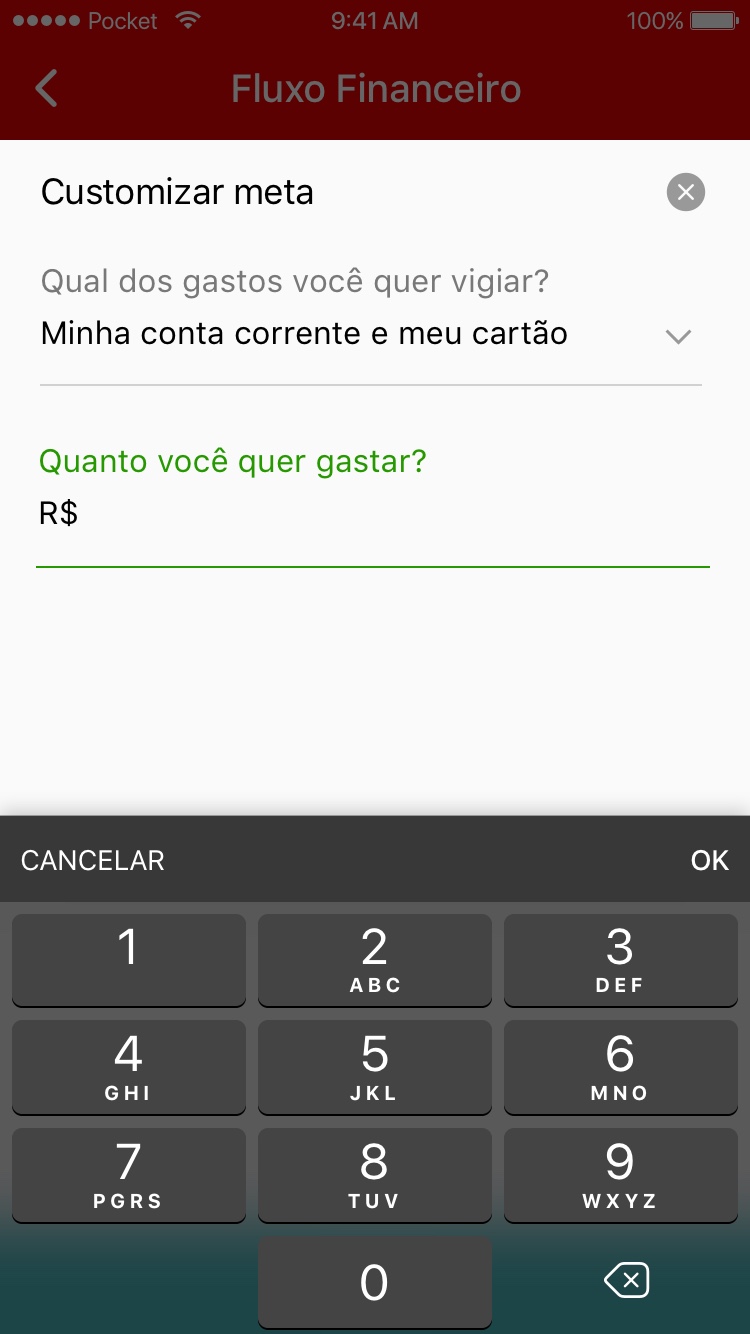 Pocket 9:41 AM 100%
Fluxo Financeiro
Customizar meta
Qual dos gastos você quer vigiar?
Minha conta corrente e meu cartão
Quanto você quer gastar?
R$
CANCELAR OK
1 2 3
ABC DEF
4 5 6
GHI JKL MNO
7 8 9
PGRS TUV WXYZ
0